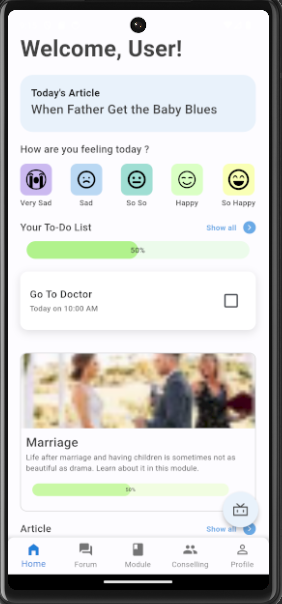 Welcome, User!
Today's Article
When Father Get the Baby Blues
How are you feeling today ?
Very Sad
Sad
So So
Happy
So Happy
Your To-Do List
Show all
50%
Go To Doctor
Today on 10:00 AM
Marriage
Life after marriage and having children is sometimes not as
beautiful as drama. Learn about it in this module.
Article
Show all
Home
Forum
Module
Conselling
Profile